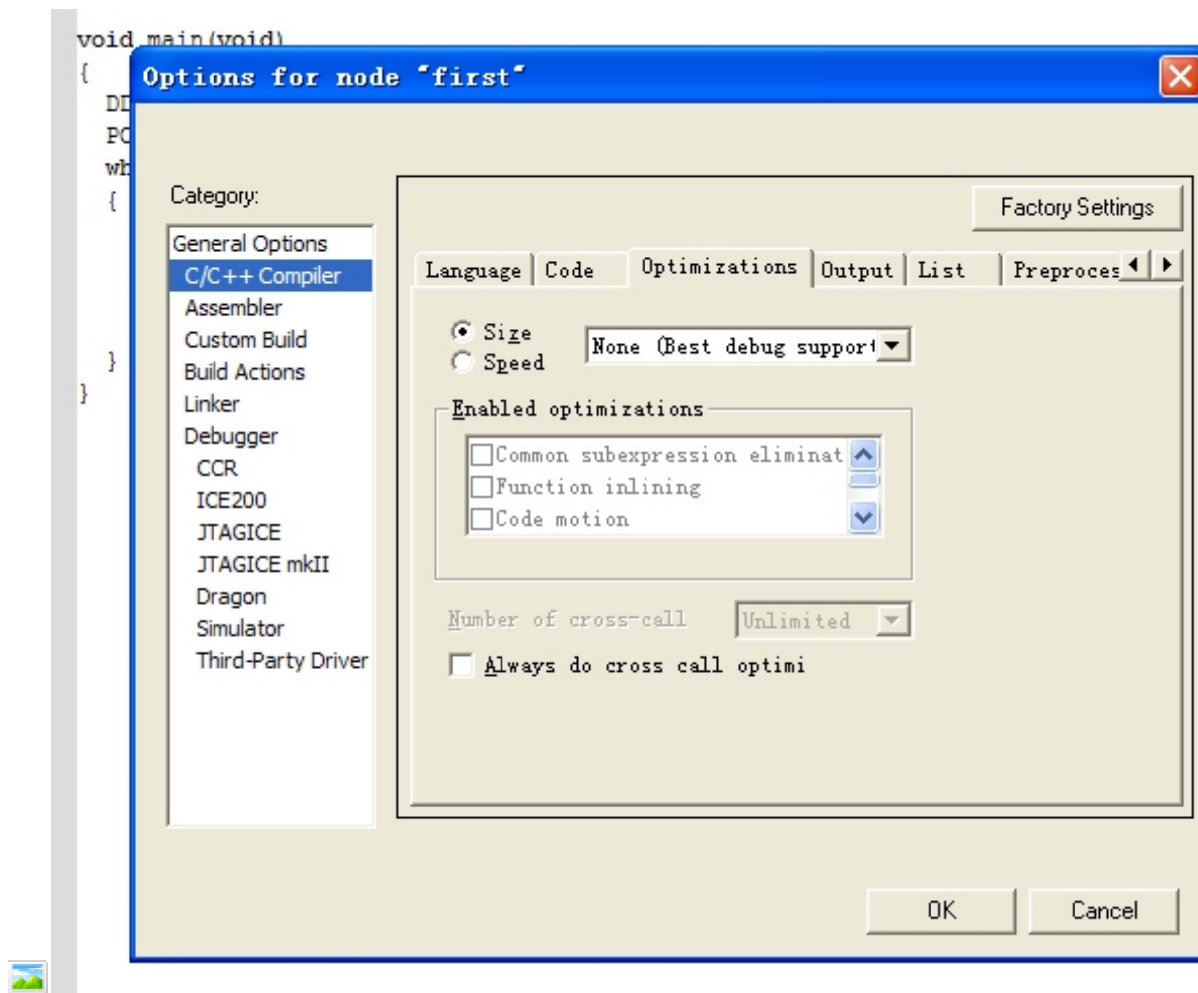 void main(void)
{
Options for node "first"
DD
PO
wh
{
Category:
Factory Settings
General Options
C/C++ Compiler
Assembler
Custom Build
Build Actions
Linker
Debugger
CCR
ICE200
JTAGICE
JTAGICE mkII
Dragon
Simulator
Third-Party Driver
Language Code Optimizations Output List Preproces
Size
Speed
None (Best debug support
Enabled optimizations
Common subexpression eliminat
Function inlining
Code motion
Number of cross-call Unlimited
Always do cross call optimi
}
}
OK Cancel